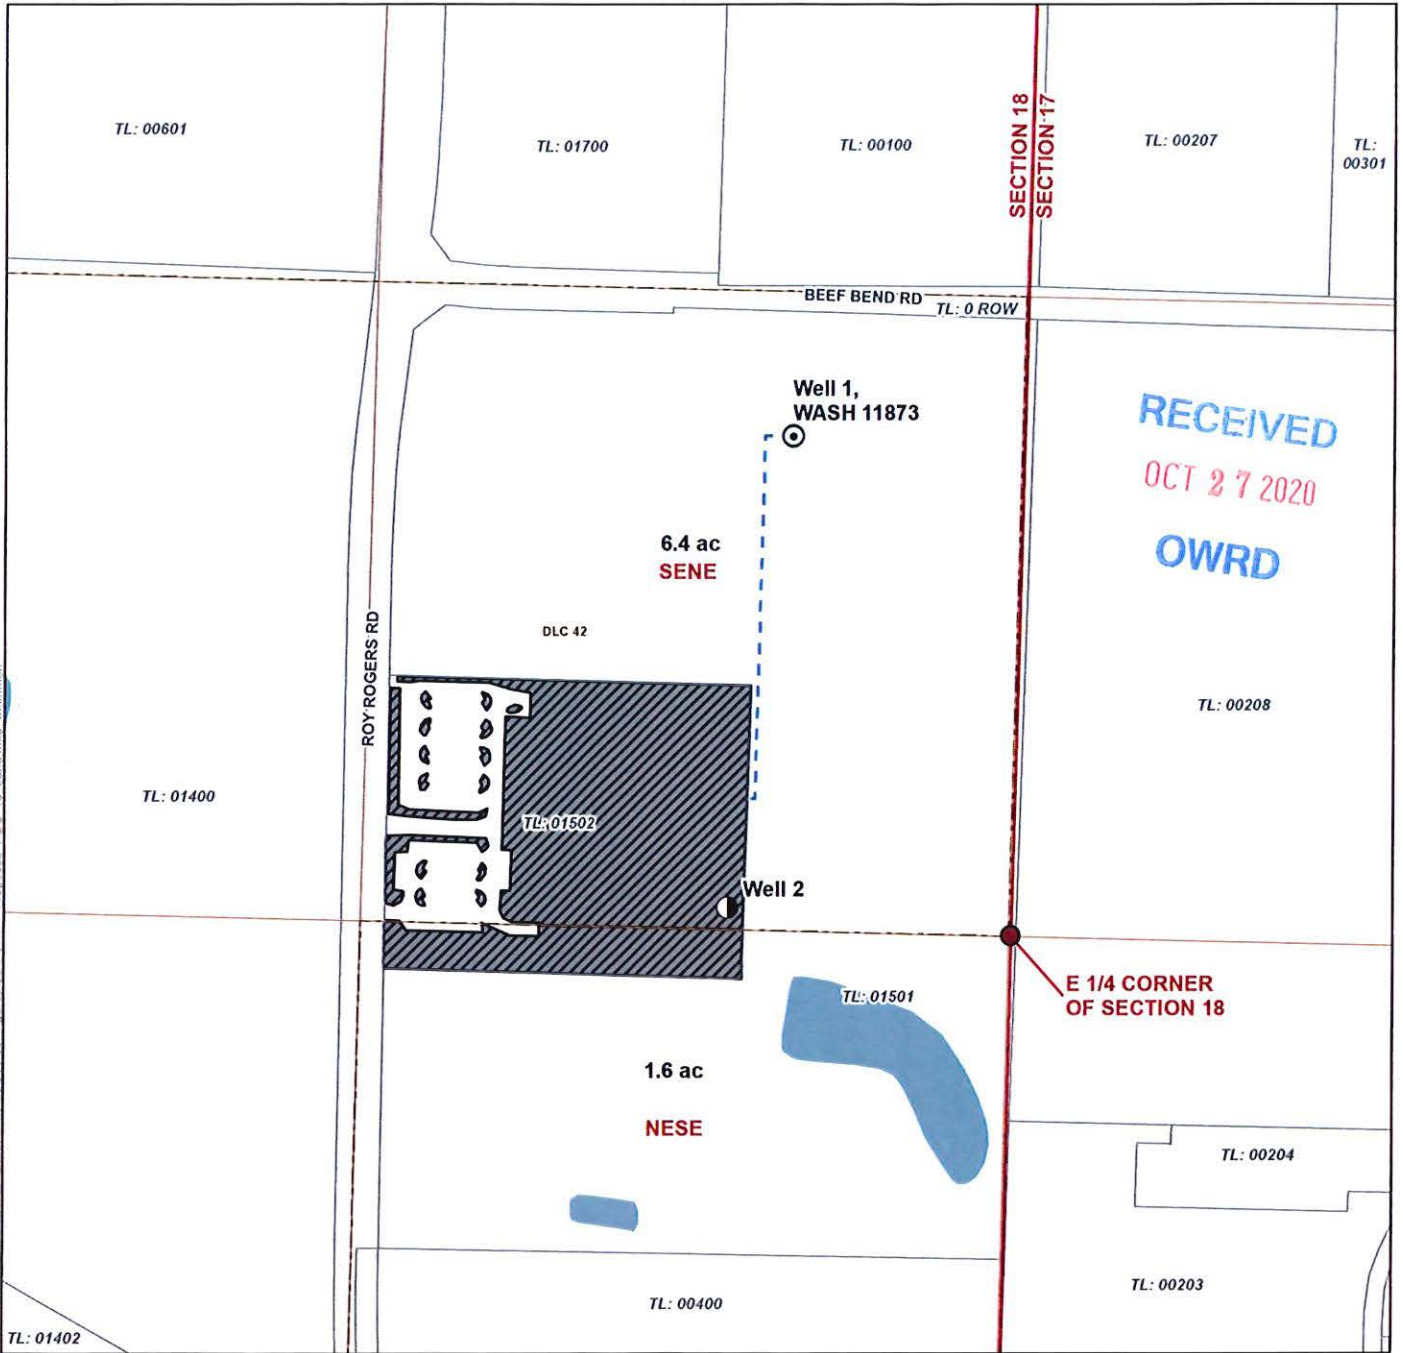 TL: 00601
TL: 01700
TL: 00100
SECTION 18
SECTION 17
TL: 00207
TL:
00301
BEEF BEND RD
TL: 0 ROW
Well 1,
WASH 11873
RECEIVED
OCT 27 2020
OWRD
6.4 ac
SENE
DLC 42
ROY ROGERS RD
TL: 00208
TL: 01400
TL: 01502
Well 2
E 1/4 CORNER
OF SECTION 18
TL: 01501
1.6 ac
NESE
TL: 00204
TL: 00203
TL: 00400
TL: 01402